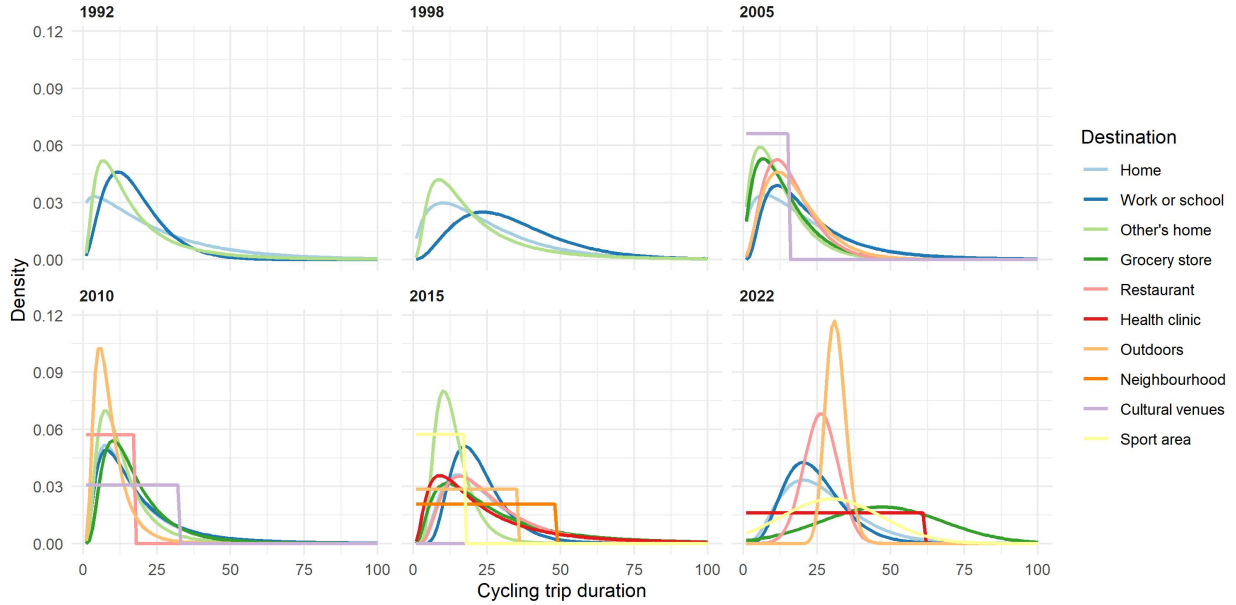 1992 1998 2005
0.12
0.09
0.06
0.03
0.00
2010 2015 2022
0.12
0.09
0.06
0.03
0.00
0 25 50 75 100 0 25 50 75 100 0 25 50 75 100
Cycling trip duration
Density
Destination
Home
Work or school
Other's home
Grocery store
Restaurant
Health clinic
Outdoors
Neighbourhood
Cultural venues
Sport area